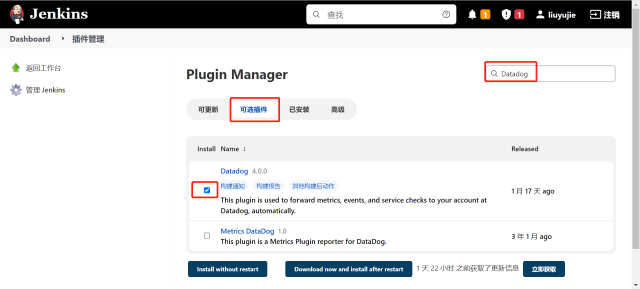 Jenkins
查找
1
1
liuyujie
注销
Dashboard
插件管理
返回工作台
管理 Jenkins
Plugin Manager
Datadog
可更新
可选插件
已安装
高级
Install Name ↓ Released
Datadog 4.0.0
构建通知 构建报告 其他构建后动作
This plugin is used to forward metrics, events, and service checks to your account at
Datadog, automatically.
1 月 17 天 ago
Metrics DataDog 1.0
This plugin is a Metrics Plugin reporter for DataDog.
3 年 1 月 ago
Install without restart
Download now and install after restart
1 天 22 小时 之前获取了更新信息
立即获取